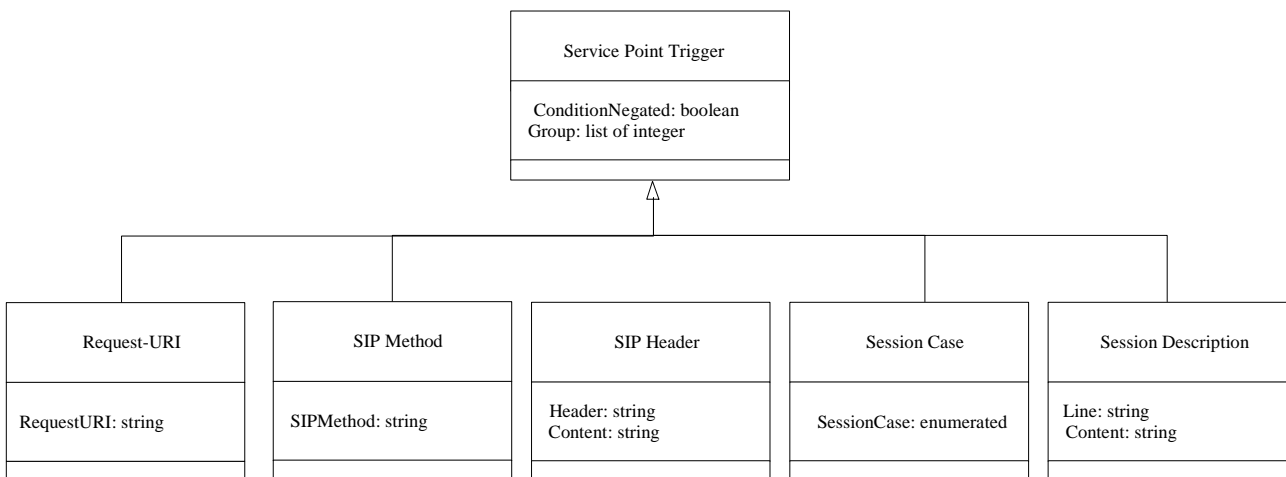 Service Point Trigger
ConditionNegated: boolean
Group: list of integer
Request-URI
RequestURI: string
SIP Method
SIPMethod: string
SIP Header
Header: string
Content: string
Session Case
SessionCase: enumerated
Session Description
Line: string
Content: string